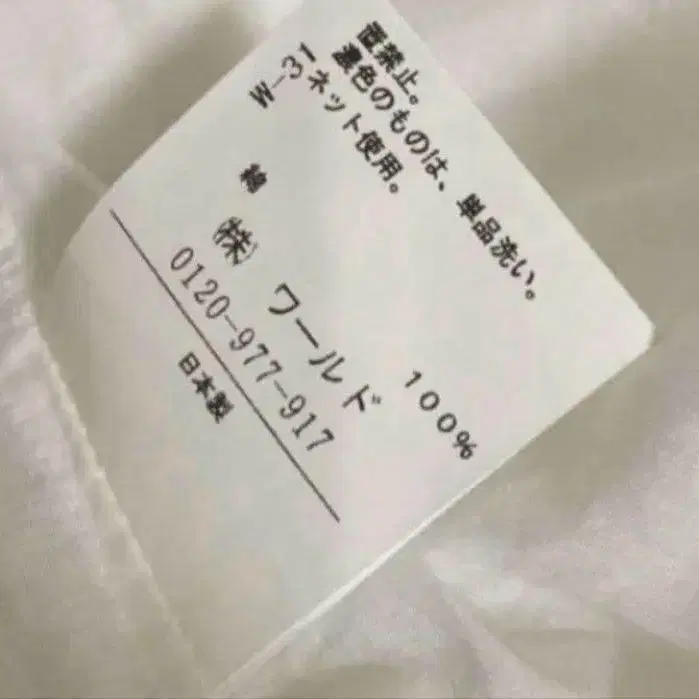 置禁止。
濃色のものは、単品洗い。
ネット使用。
W-31
綿 100%
㈱ ワールド
0120-977-917
日本製